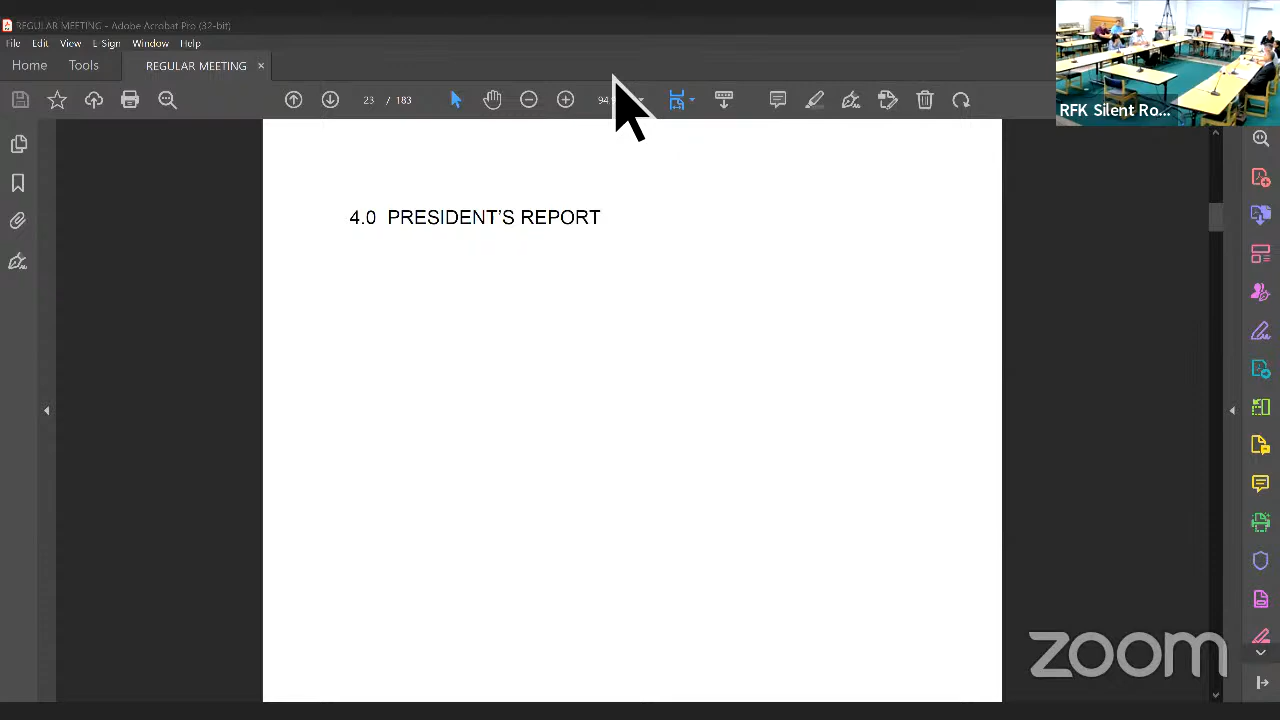 REGULAR MEETING - Adobe Acrobat Pro (32-bit)
File Edit View E-Sign Window Help
Home Tools REGULAR MEETING ×
23 / 183
4.0 PRESIDENT'S REPORT
RFK Silent Ro...
zoom